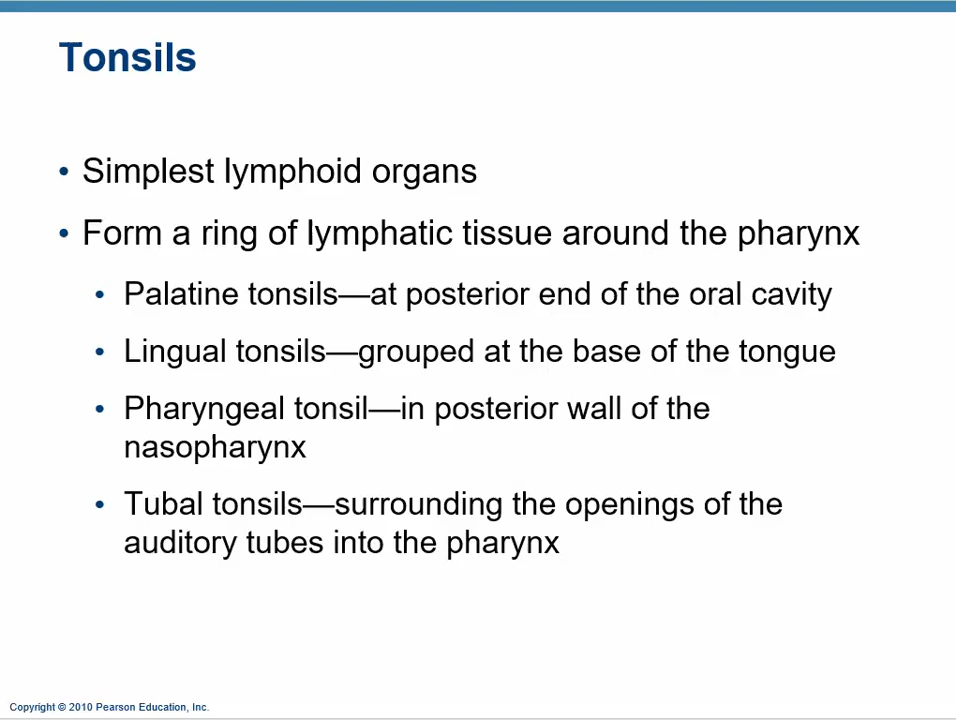 Tonsils
• Simplest lymphoid organs
• Form a ring of lymphatic tissue around the pharynx
• Palatine tonsils—at posterior end of the oral cavity
• Lingual tonsils—grouped at the base of the tongue
• Pharyngeal tonsil—in posterior wall of the
nasopharynx
• Tubal tonsils—surrounding the openings of the
auditory tubes into the pharynx
Copyright © 2010 Pearson Education, Inc.